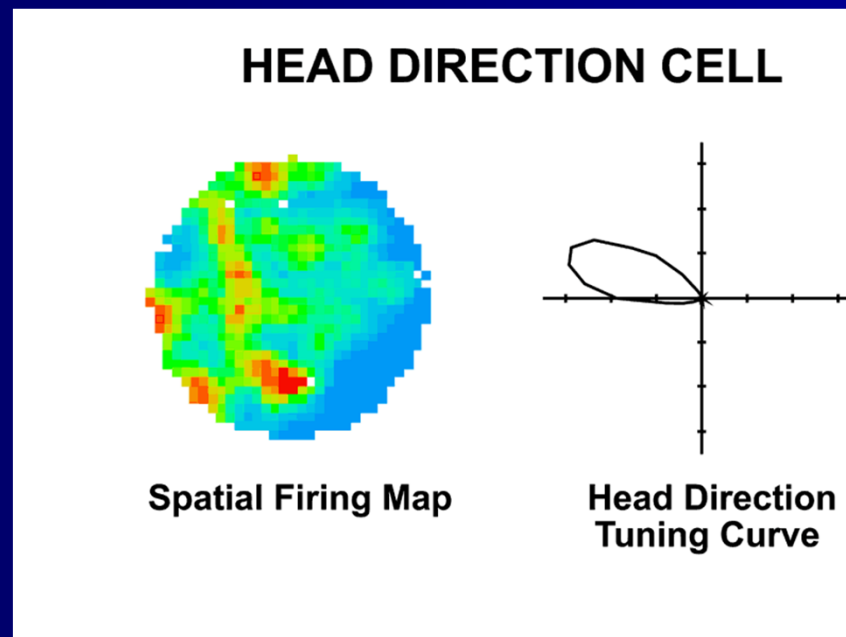 HEAD DIRECTION CELL
Spatial Firing Map
Head Direction
Tuning Curve